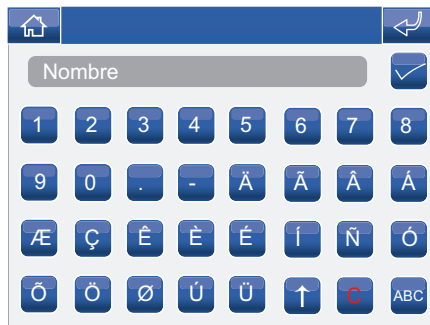 Nombre
1 2 3 4 5 6 7 8
9 0 . - Ä Ã Â Á
Æ Ç Ê È É Í Ñ Ó
Õ Ö Ø Ú Ü ↑ C ABC